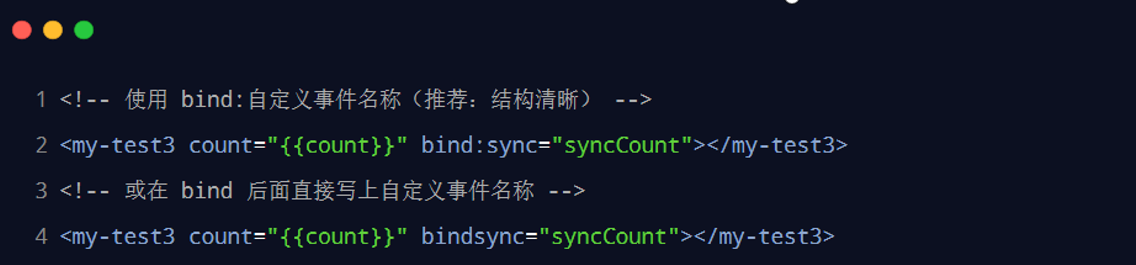 1 <!-- 使用 bind:自定义事件名称（推荐：结构清晰） -->
2 <my-test3 count="{{count}}" bind:sync="syncCount"></my-test3>
3 <!-- 或在 bind 后面直接写上自定义事件名称 -->
4 <my-test3 count="{{count}}" bindsync="syncCount"></my-test3>